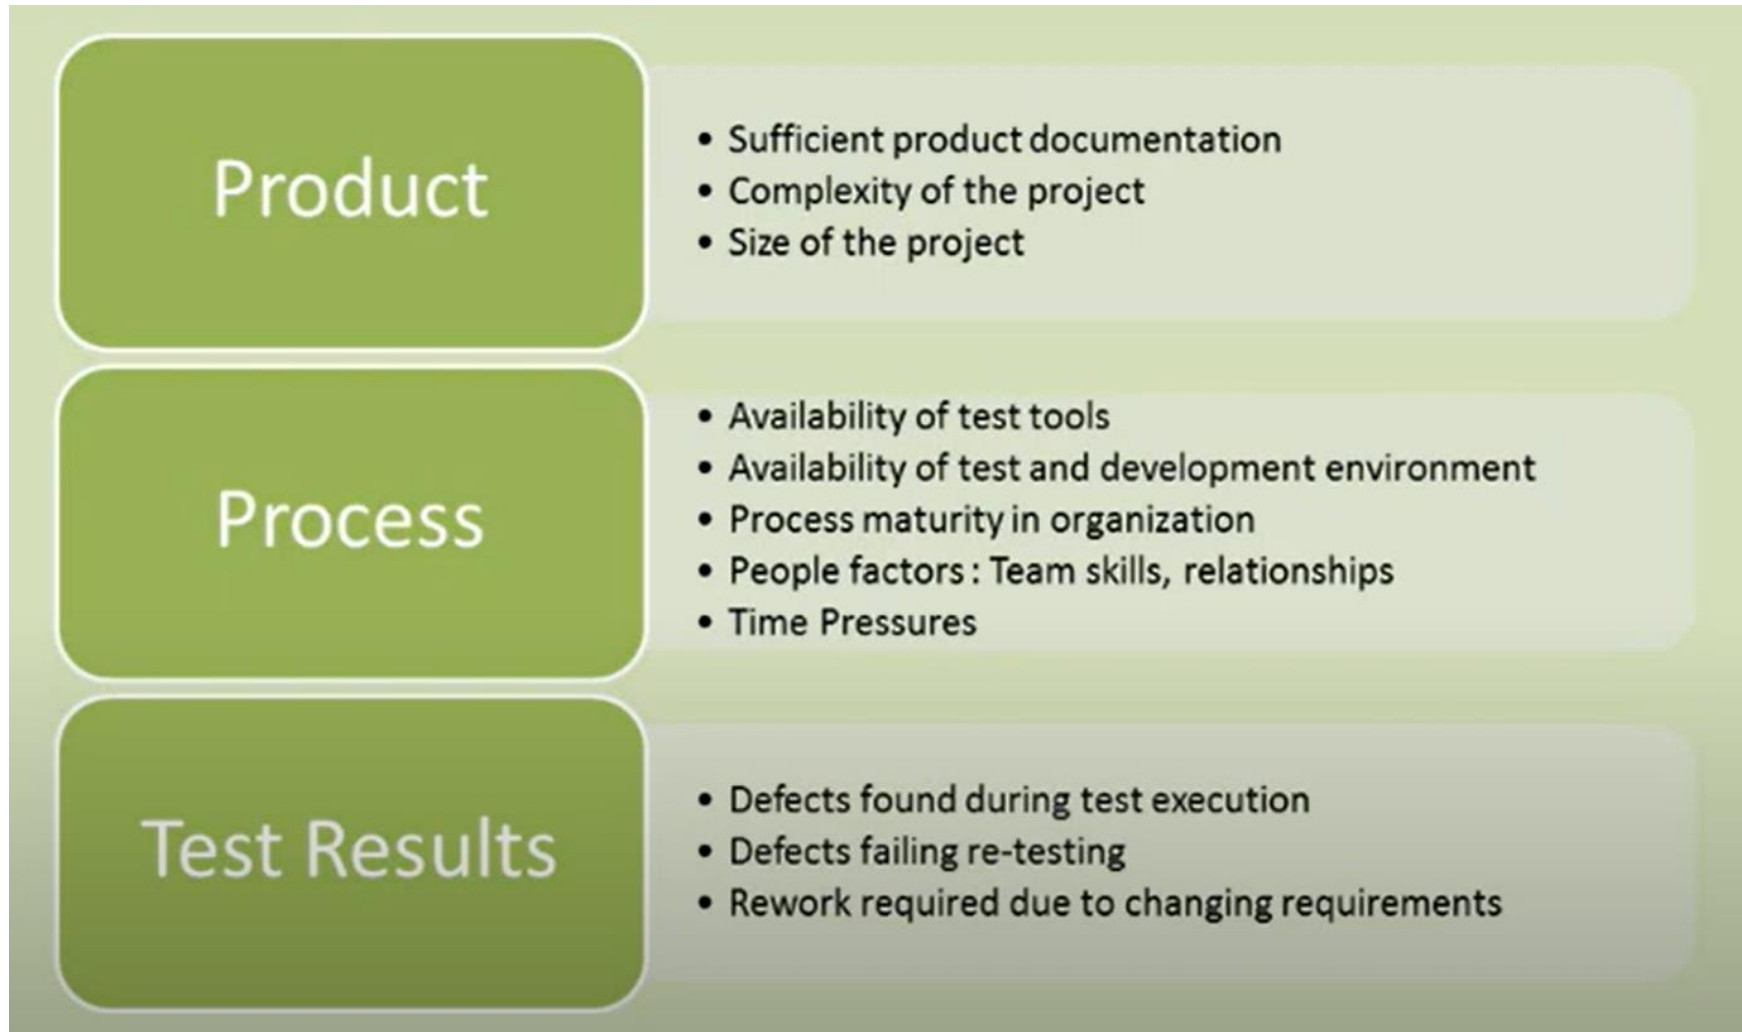 Product
• Sufficient product documentation
• Complexity of the project
• Size of the project
Process
• Availability of test tools
• Availability of test and development environment
• Process maturity in organization
• People factors : Team skills, relationships
• Time Pressures
Test Results
• Defects found during test execution
• Defects failing re-testing
• Rework required due to changing requirements